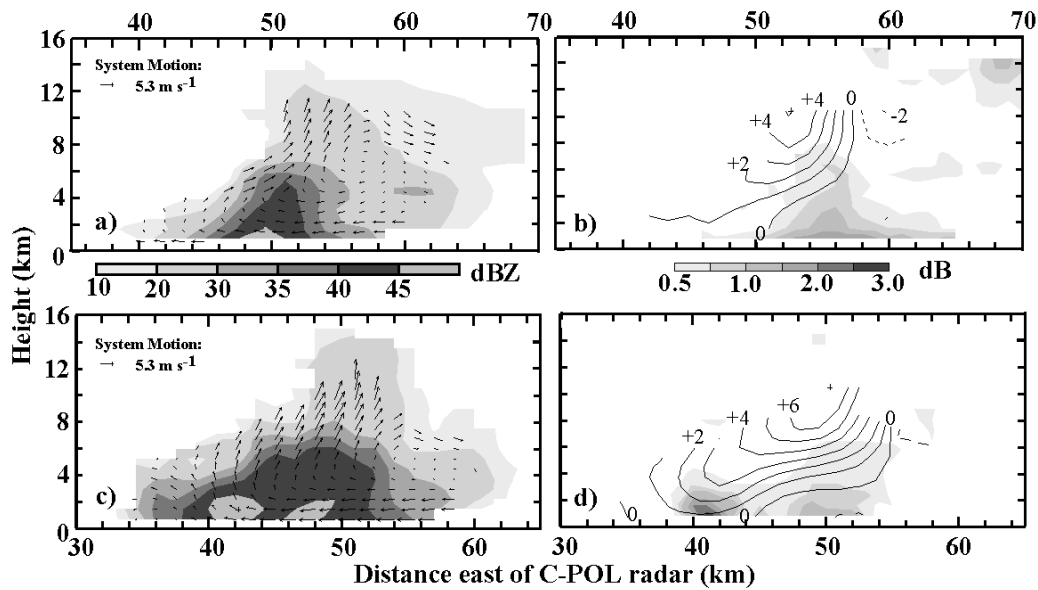 40 50 60 70 40 50 60 70
16
12
8
4
0
System Motion:
5.3 m s-1
a)
+4 0
+4
-2
+2
0
b)
10 20 30 35 40 45 dBZ
0.5 1.0 2.0 3.0 dB
Height (km)
16
12
8
4
0
System Motion:
5.3 m s-1
c)
+6
+4
0
+2
0
0
d)
30 40 50 60 40 50 60
Distance east of C-POL radar (km)